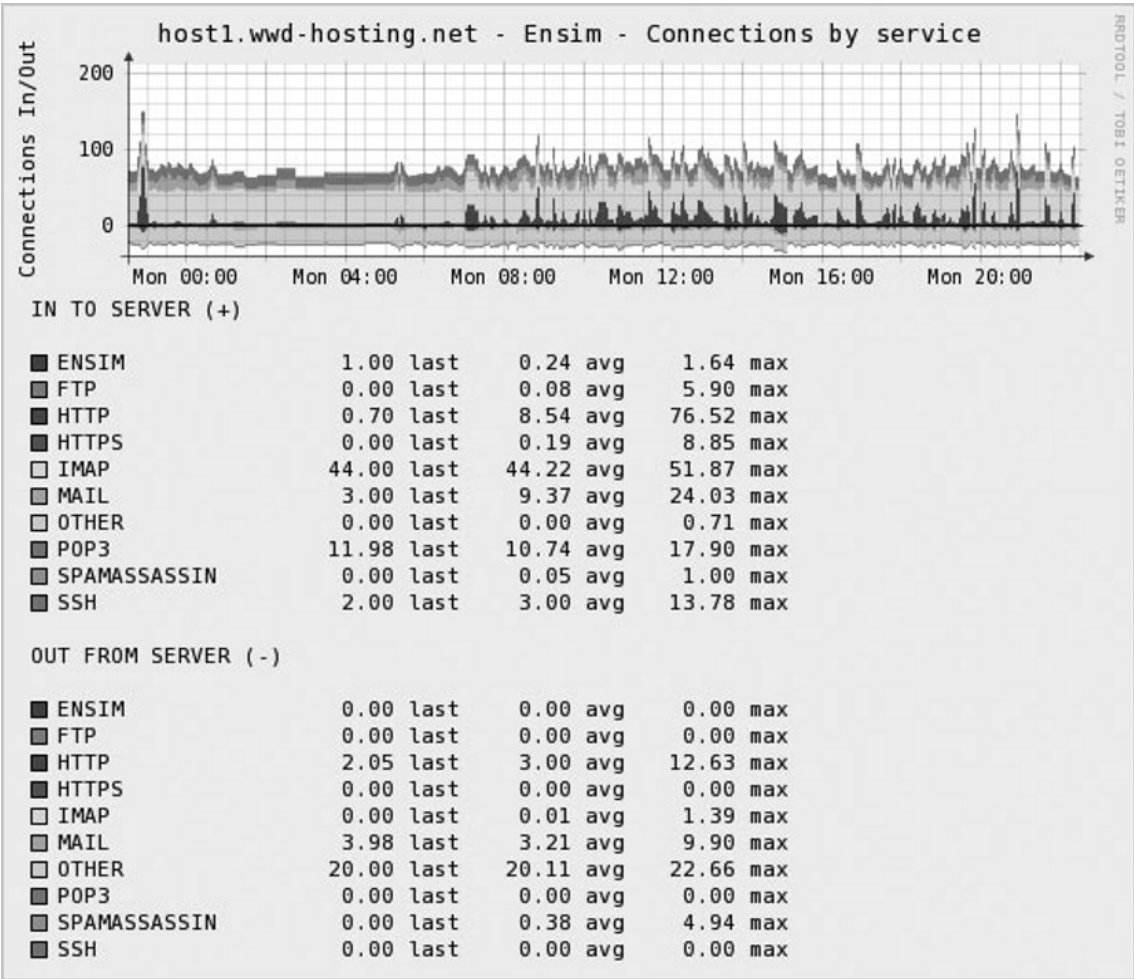 host1.wwd-hosting.net - Ensim - Connections by service
RRDTOOL / TOBI OETIKER
Connections In/Out
200
100
0
Mon 00:00 Mon 04:00 Mon 08:00 Mon 12:00 Mon 16:00 Mon 20:00
IN TO SERVER (+)
ENSIM 1.00 last 0.24 avg 1.64 max
FTP 0.00 last 0.08 avg 5.90 max
HTTP 0.70 last 8.54 avg 76.52 max
HTTPS 0.00 last 0.19 avg 8.85 max
IMAP 44.00 last 44.22 avg 51.87 max
MAIL 3.00 last 9.37 avg 24.03 max
OTHER 0.00 last 0.00 avg 0.71 max
POP3 11.98 last 10.74 avg 17.90 max
SPAMASSASSIN 0.00 last 0.05 avg 1.00 max
SSH 2.00 last 3.00 avg 13.78 max
OUT FROM SERVER (-)
ENSIM 0.00 last 0.00 avg 0.00 max
FTP 0.00 last 0.00 avg 0.00 max
HTTP 2.05 last 3.00 avg 12.63 max
HTTPS 0.00 last 0.00 avg 0.00 max
IMAP 0.00 last 0.01 avg 1.39 max
MAIL 3.98 last 3.21 avg 9.90 max
OTHER 20.00 last 20.11 avg 22.66 max
POP3 0.00 last 0.00 avg 0.00 max
SPAMASSASSIN 0.00 last 0.38 avg 4.94 max
SSH 0.00 last 0.00 avg 0.00 max